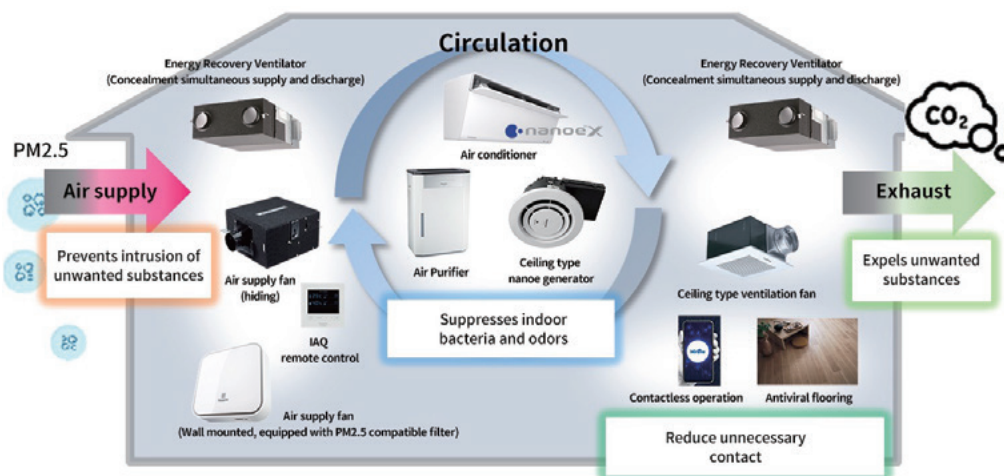 Circulation
Energy Recovery Ventilator
(Concealment simultaneous supply and discharge)
Energy Recovery Ventilator
(Concealment simultaneous supply and discharge)
CO2
PM2.5
nanoeX
Air conditioner
Air supply
Exhaust
Prevents intrusion of
unwanted substances
Expels unwanted
substances
Air supply fan
(hiding)
Air Purifier
Ceiling type
nanoe generator
Ceiling type ventilation fan
Suppresses indoor
bacteria and odors
IAQ
remote control
Contactless operation
Antiviral flooring
Air supply fan
(Wall mounted, equipped with PM2.5 compatible filter)
Reduce unnecessary
contact